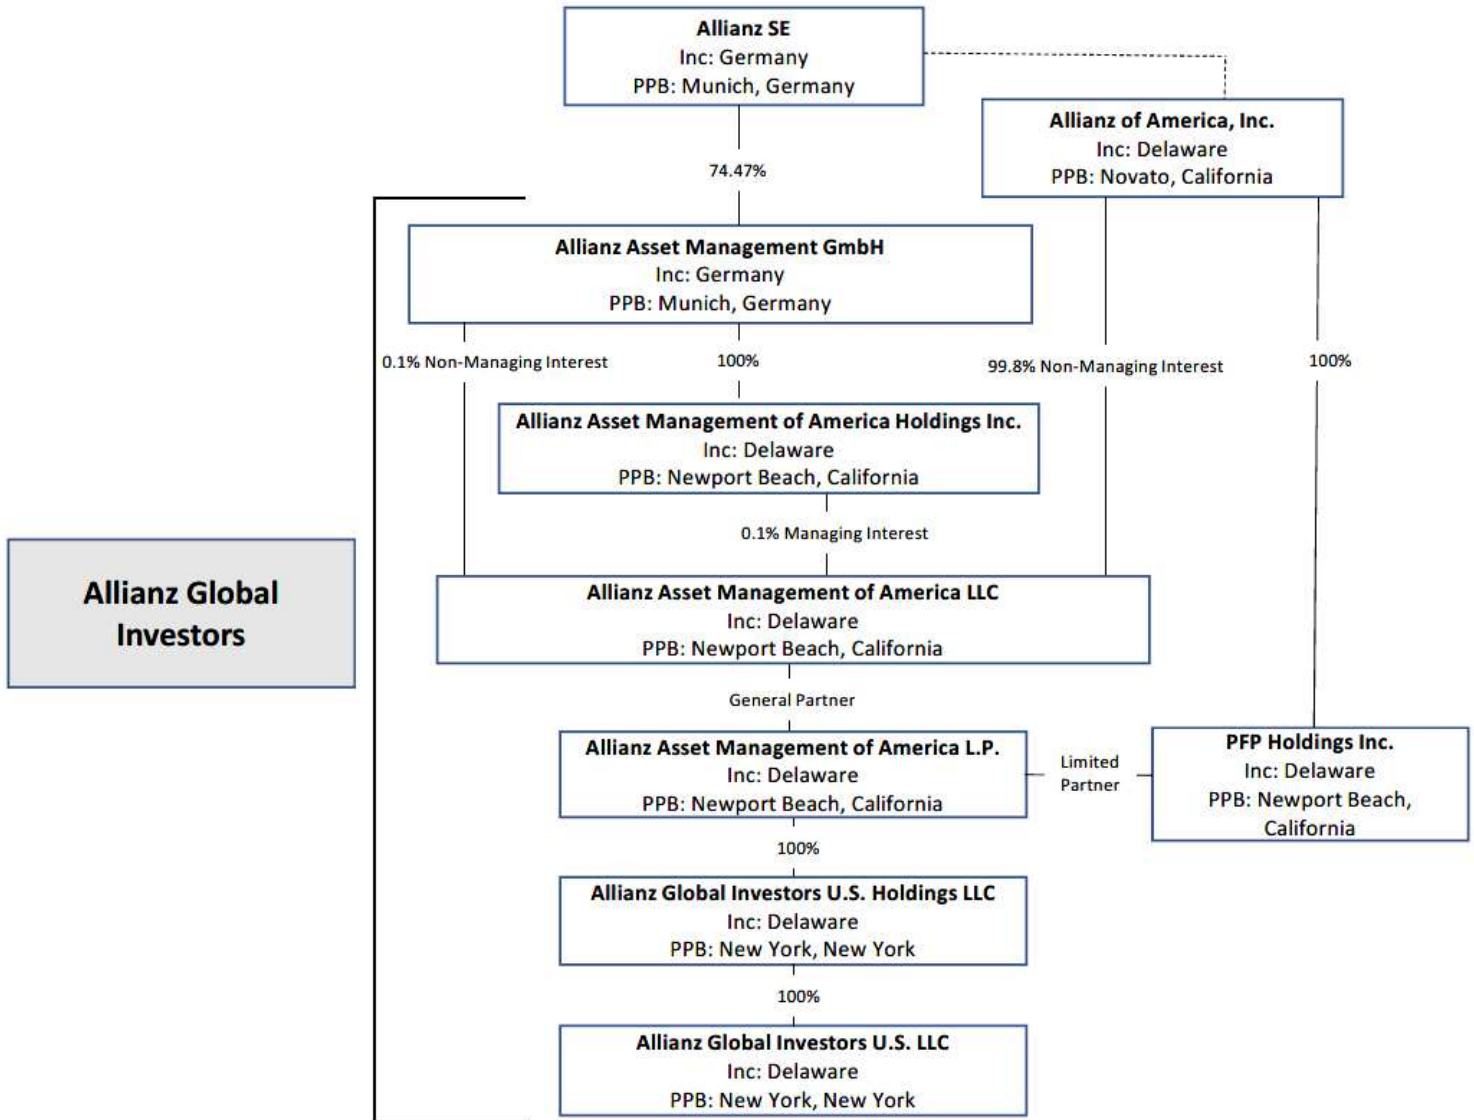 Allianz SE
Inc: Germany
PPB: Munich, Germany
Allianz of America, Inc.
Inc: Delaware
PPB: Novato, California
74.47%
Allianz Asset Management GmbH
Inc: Germany
PPB: Munich, Germany
0.1% Non-Managing Interest
100%
99.8% Non-Managing Interest
100%
Allianz Asset Management of America Holdings Inc.
Inc: Delaware
PPB: Newport Beach, California
0.1% Managing Interest
Allianz Global
Investors
Allianz Asset Management of America LLC
Inc: Delaware
PPB: Newport Beach, California
General Partner
Allianz Asset Management of America L.P.
Inc: Delaware
PPB: Newport Beach, California
Limited
Partner
PFP Holdings Inc.
Inc: Delaware
PPB: Newport Beach,
California
100%
Allianz Global Investors U.S. Holdings LLC
Inc: Delaware
PPB: New York, New York
100%
Allianz Global Investors U.S. LLC
Inc: Delaware
PPB: New York, New York